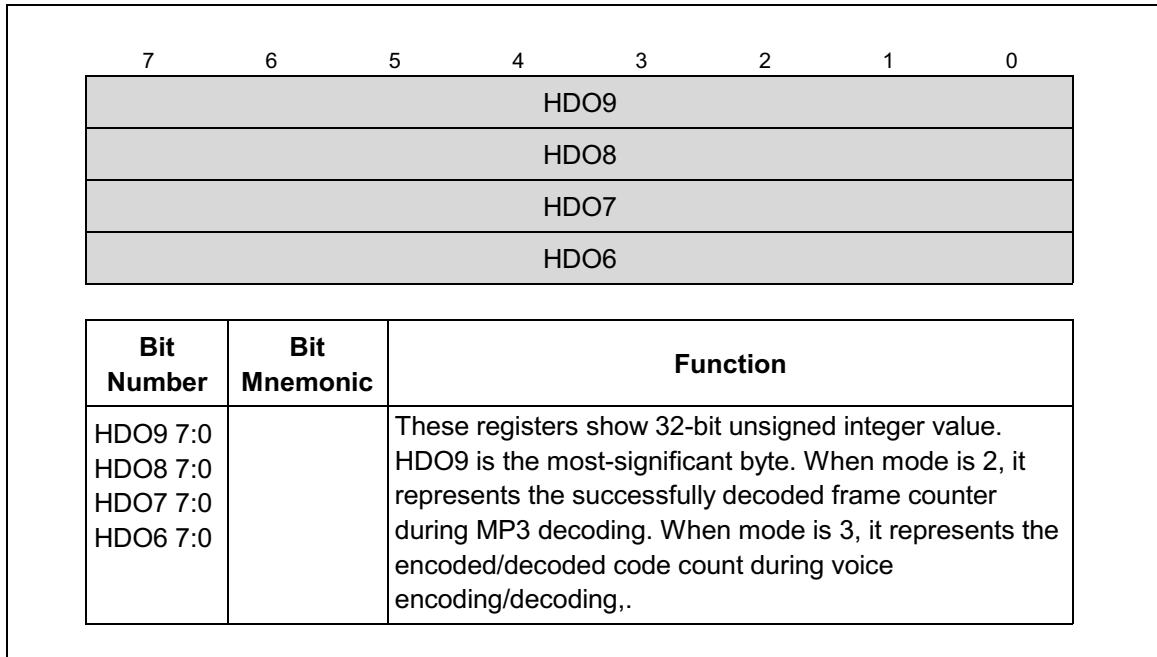 7 6 5 4 3 2 1 0
HDO9
HDO8
HDO7
HDO6
Bit Number Bit Mnemonic Function
HDO9 7:0
HDO8 7:0
HDO7 7:0
HDO6 7:0
These registers show 32-bit unsigned integer value.
HDO9 is the most-significant byte. When mode is 2, it
represents the successfully decoded frame counter
during MP3 decoding. When mode is 3, it represents the
encoded/decoded code count during voice
encoding/decoding,.